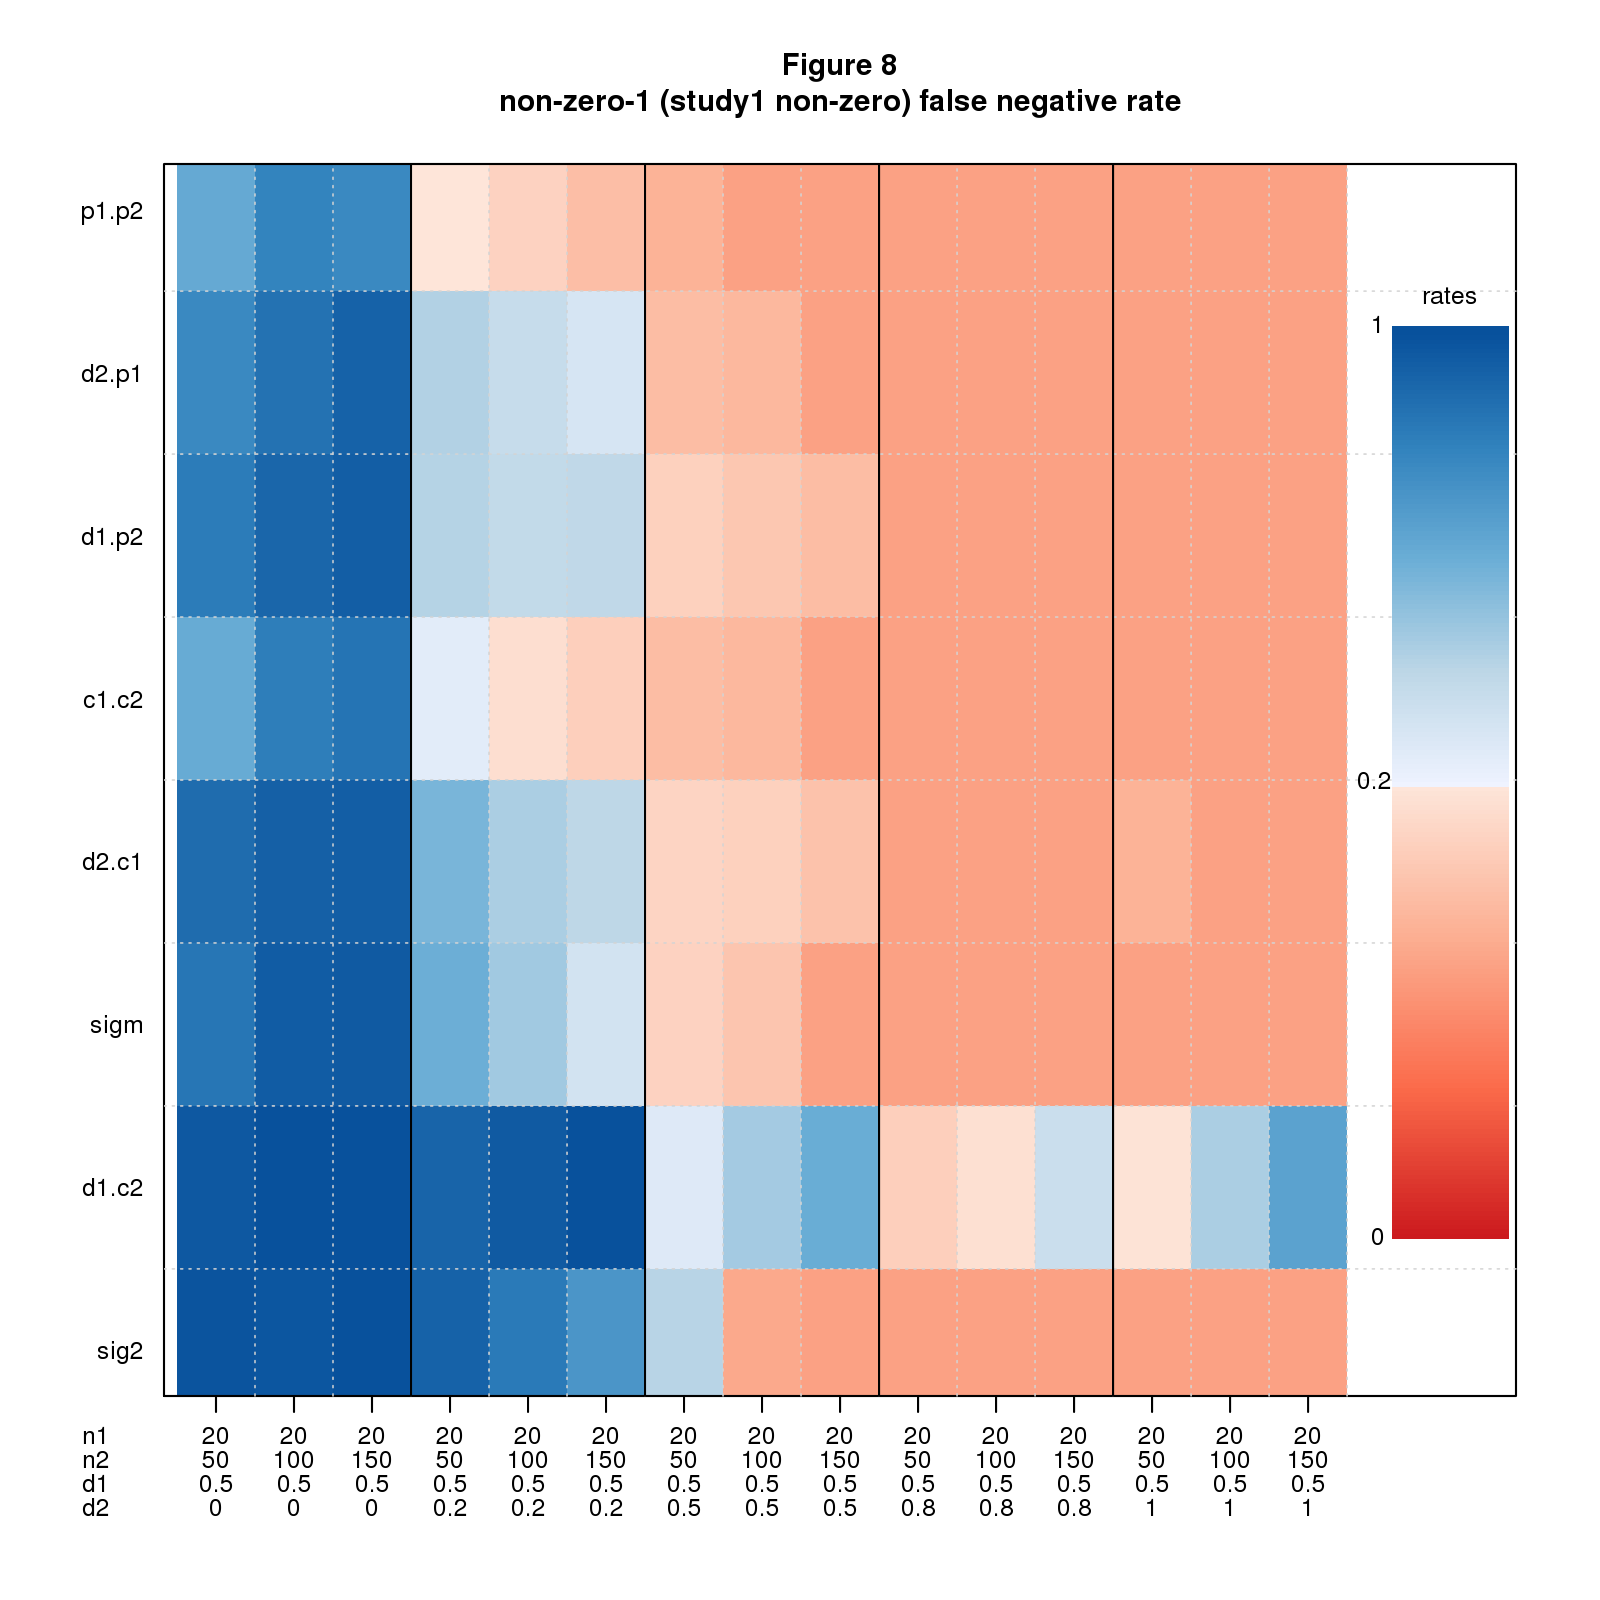 Figure 8
non-zero-1 (study1 non-zero) false negative rate
p1.p2
d2.p1
d1.p2
c1.c2
d2.c1
sigm
d1.c2
sig2
rates
1
0.2
0
n1 20 20 20 20 20 20 20 20 20 20 20 20 20 20 20
n2 50 100 150 50 100 150 50 100 150 50 100 150 50 100 150
d1 0.5 0.5 0.5 0.5 0.5 0.5 0.5 0.5 0.5 0.5 0.5 0.5 0.5 0.5 0.5
d2 0 0 0 0.2 0.2 0.2 0.5 0.5 0.5 0.8 0.8 0.8 1 1 1